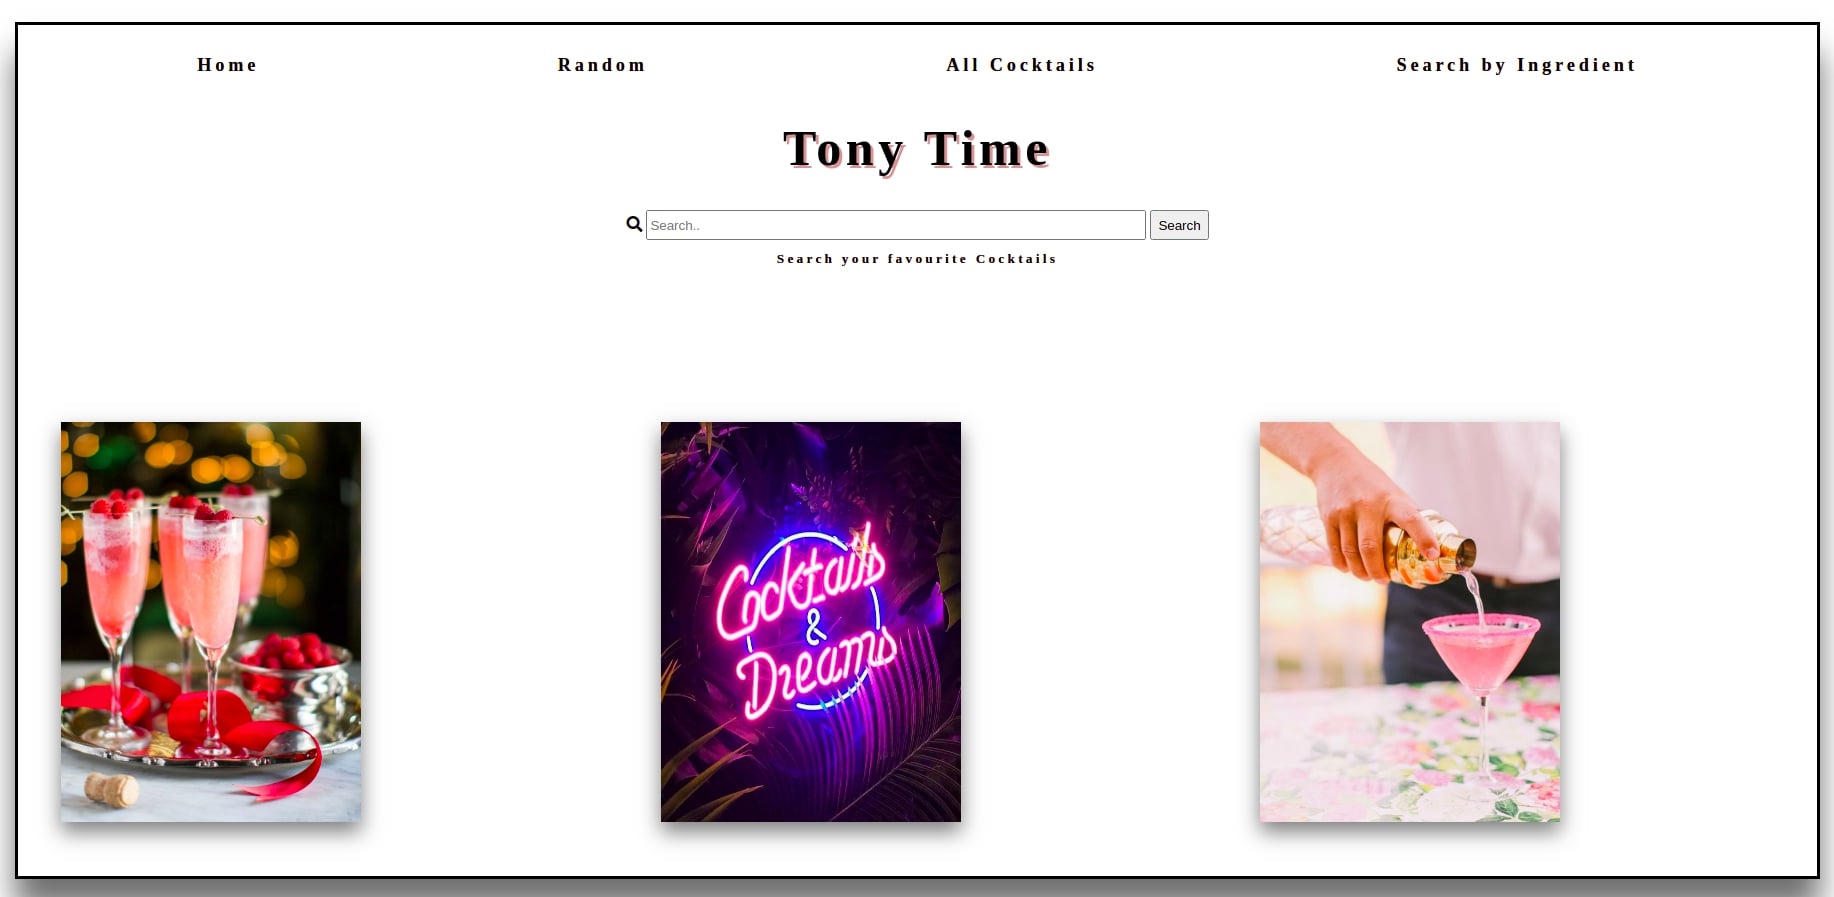 Home Random All Cocktails Search by Ingredient
Tony Time
Search.. Search
Search your favourite Cocktails
Cocktails
&
Dreams